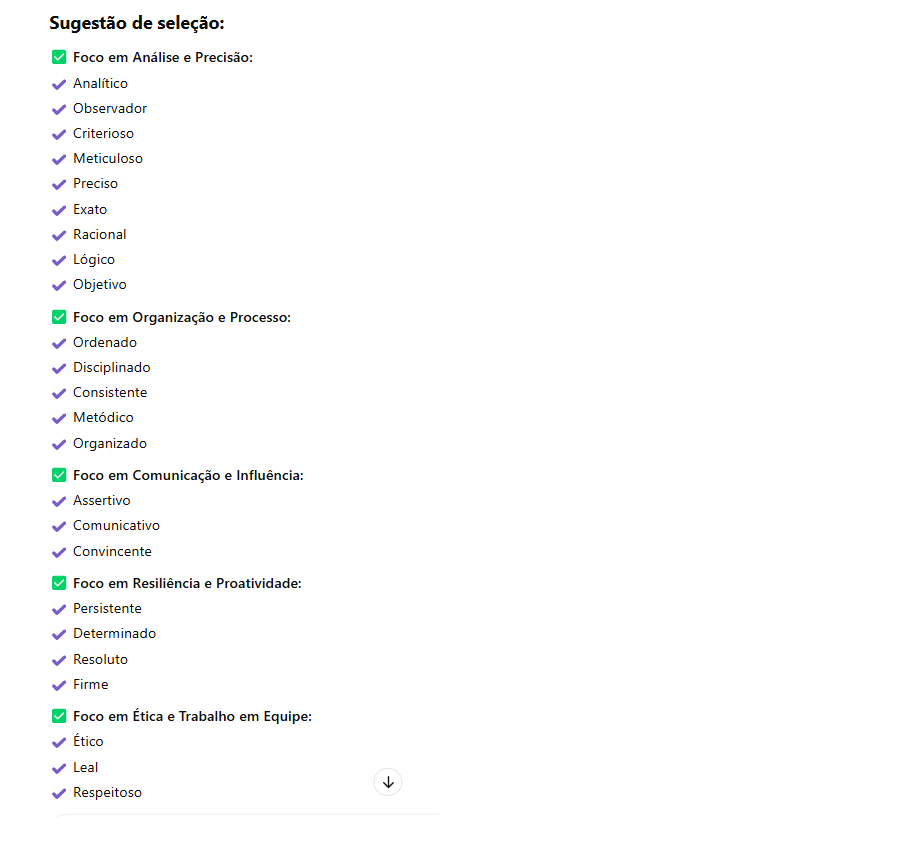 Sugestão de seleção:
Foco em Análise e Precisão:
Analítico
Observador
Criterioso
Meticuloso
Preciso
Exato
Racional
Lógico
Objetivo
Foco em Organização e Processo:
Ordenado
Disciplinado
Consistente
Metódico
Organizado
Foco em Comunicação e Influência:
Assertivo
Comunicativo
Convincente
Foco em Resiliência e Proatividade:
Persistente
Determinado
Resoluto
Firme
Foco em Ética e Trabalho em Equipe:
Ético
Leal
Respeitoso